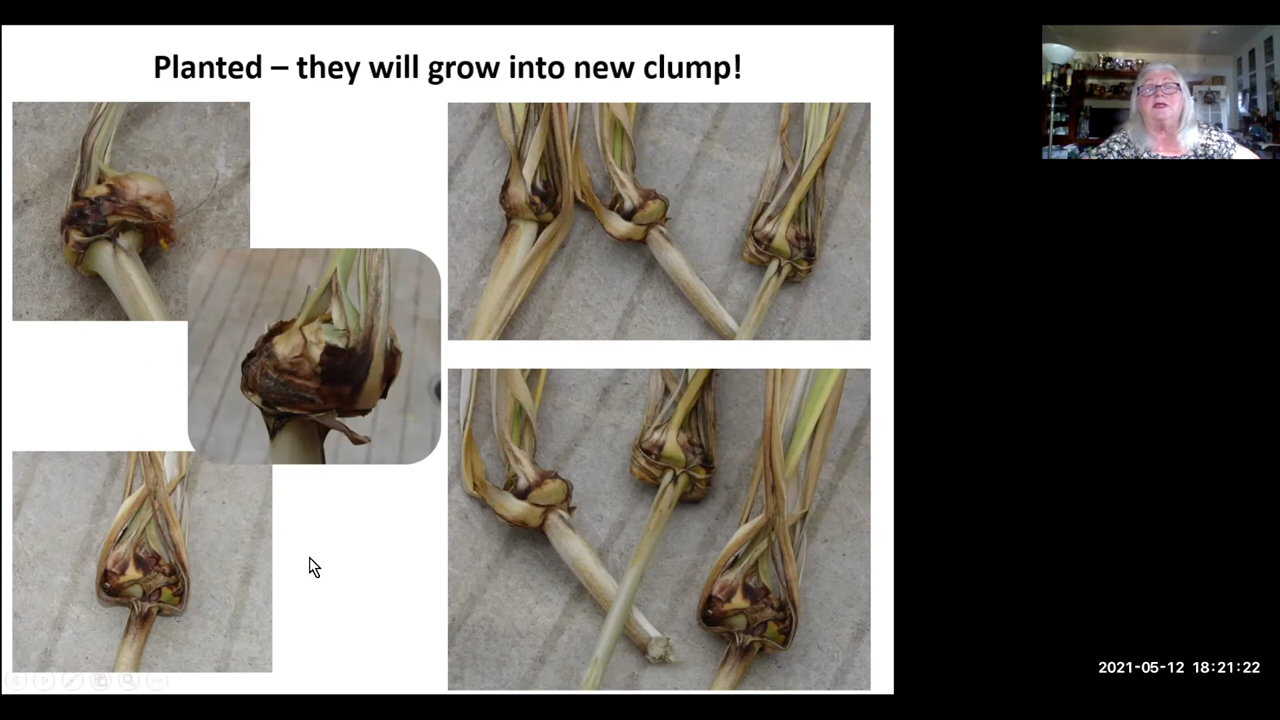 Planted – they will grow into new clump!
2021-05-12 18:21:22